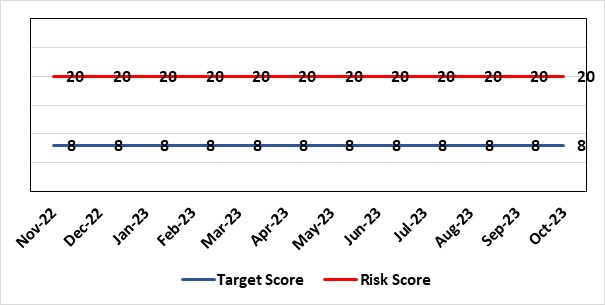 20 20 20 20 20 20 20 20 20 20 20 20
8 8 8 8 8 8 8 8 8 8 8 8
Nov-22 Dec-22 Jan-23 Feb-23 Mar-23 Apr-23 May-23 Jun-23 Jul-23 Aug-23 Sep-23 Oct-23
Target Score Risk Score